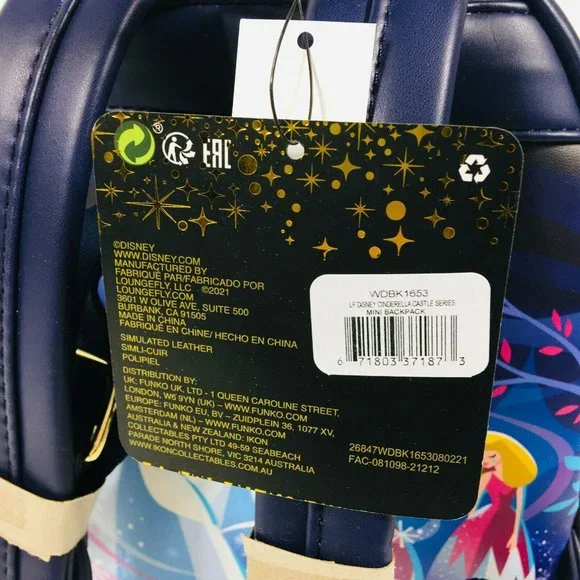 EAC
©DISNEY
WWW.DISNEY.COM
MANUFACTURED BY
FABRIQUÉ PAR/FABRICADO POR
LOUNGEFLY, LLC ©2021
LOUNGEFLY.COM
3601 W OLIVE AVE, SUITE 500
BURBANK, CA 91505
MADE IN CHINA
FABRIQUÉ EN CHINE/ HECHO EN CHINA
SIMULATED LEATHER
SIMLI-CUIR
POLIPIEL
DISTRIBUTION BY:
UK: FUNKO UK, LTD - 1 QUEEN CAROLINE STREET,
LONDON, W6 9YN (UK) – WWW.FUNKO.COM
EUROPE: FUNKO EU, BV – ZUIDPLEIN 36, 1077 XV,
AMSTERDAM (NL) – WWW.FUNKO.COM
AUSTRALIA & NEW ZEALAND: IKON
COLLECTABLES PTY LTD 49-59 SEABEACH
PARADE NORTH SHORE, VIC 3214 AUSTRALIA
WWW.IKONCOLLECTABLES.COM.AU
WDBK1653
LF DISNEY CINDERELLA CASTLE SERIES
MINI BACKPACK
6 71803 37187 3
26847WDBK1653080221
FAC-081098-21212